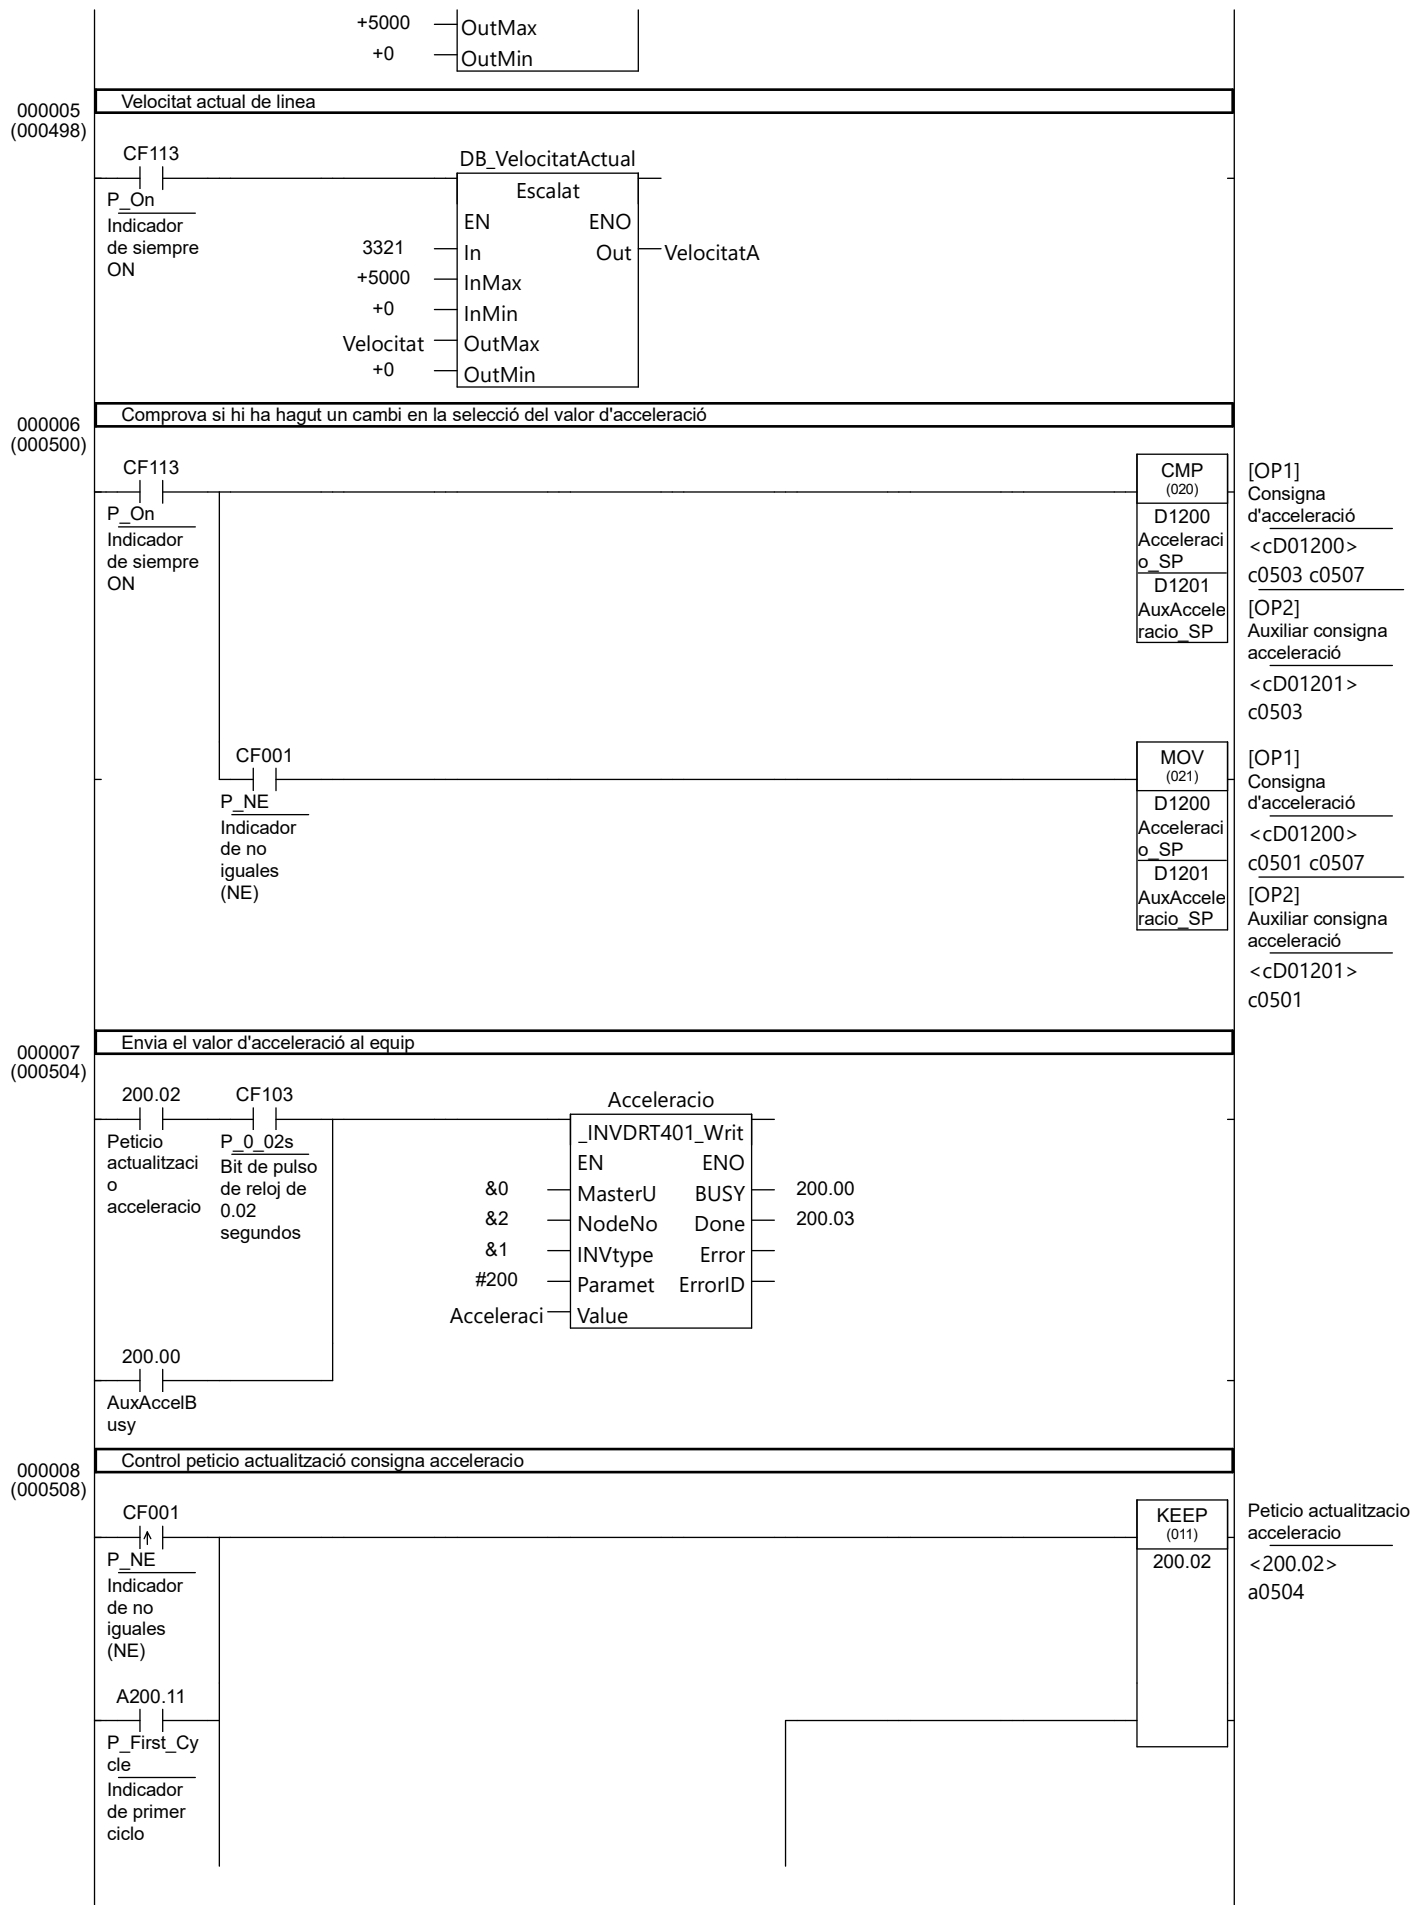 +5000 OutMax
+0 OutMin
000005
(000498)
Velocitat actual de linea
CF113
P_On
Indicador
de siempre
ON
DB_VelocitatActual
Escalat
EN ENO
3321 In Out VelocitatA
+5000 InMax
+0 InMin
Velocitat OutMax
+0 OutMin
000006
(000500)
Comprova si hi ha hagut un cambi en la selecció del valor d'acceleració
CF113
P_On
Indicador
de siempre
ON
CMP
(020)
D1200
Acceleraci
o_SP
D1201
AuxAccele
racio_SP
[OP1]
Consigna
d'acceleració
<cD01200>
c0503 c0507
[OP2]
Auxiliar consigna
acceleració
<cD01201>
c0503
CF001
P_NE
Indicador
de no
iguales
(NE)
MOV
(021)
D1200
Acceleraci
o_SP
D1201
AuxAccele
racio_SP
[OP1]
Consigna
d'acceleració
<cD01200>
c0501 c0507
[OP2]
Auxiliar consigna
acceleració
<cD01201>
c0501
000007
(000504)
Envia el valor d'acceleració al equip
200.02
Peticio
actualitzaci
o
acceleracio
CF103
P_0_02s
Bit de pulso
de reloj de
0.02
segundos
Acceleracio
_INVDRT401_Writ
EN ENO
&0 MasterU BUSY 200.00
&2 NodeNo Done 200.03
&1 INVtype Error
#200 Paramet ErrorID
Acceleraci Value
200.00
AuxAccelB
usy
000008
(000508)
Control peticio actualització consigna acceleracio
CF001
P_NE
Indicador
de no
iguales
(NE)
KEEP
(011)
200.02
Peticio actualitzacio
acceleracio
<200.02>
a0504
A200.11
P_First_Cy
cle
Indicador
de primer
ciclo